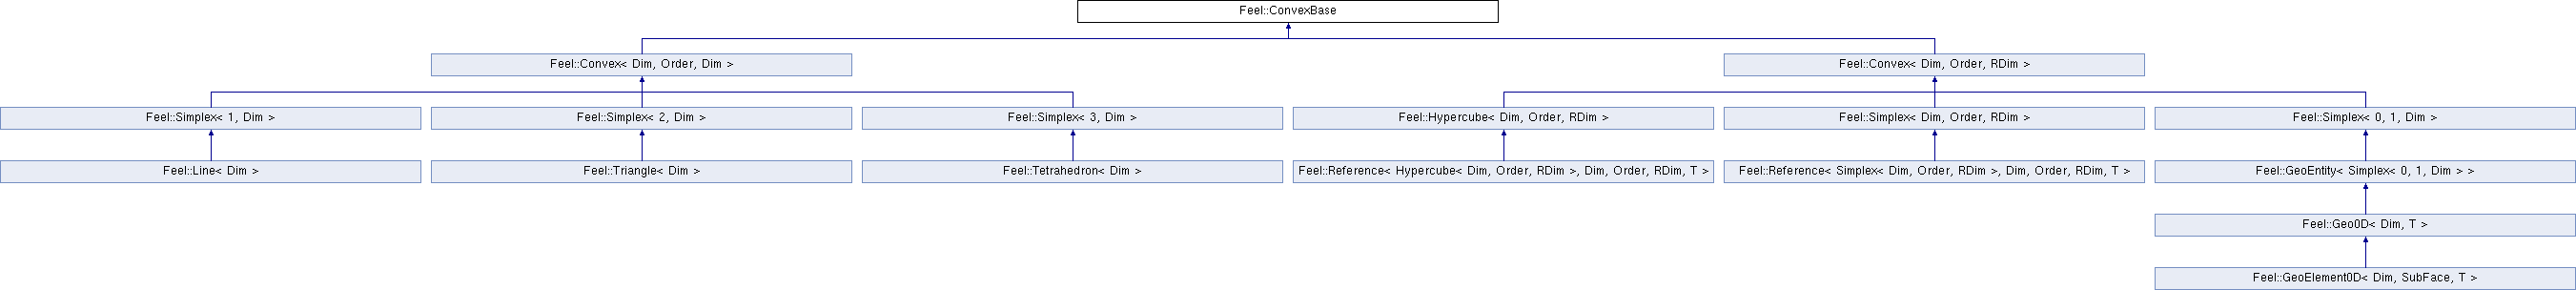 Feel::ConvexBase
Feel::Convex< Dim, Order, Dim >
Feel::Convex< Dim, Order, RDim >
Feel::Simplex< 1, Dim >
Feel::Simplex< 2, Dim >
Feel::Simplex< 3, Dim >
Feel::Hypercube< Dim, Order, RDim >
Feel::Simplex< Dim, Order, RDim >
Feel::Simplex< 0, 1, Dim >
Feel::Line< Dim >
Feel::Triangle< Dim >
Feel::Tetrahedron< Dim >
Feel::Reference< Hypercube< Dim, Order, RDim >, Dim, Order, RDim, T >
Feel::Reference< Simplex< Dim, Order, RDim >, Dim, Order, RDim, T >
Feel::GeoEntity< Simplex< 0, 1, Dim > >
Feel::Geo0D< Dim, T >
Feel::GeoElement0D< Dim, SubFace, T >